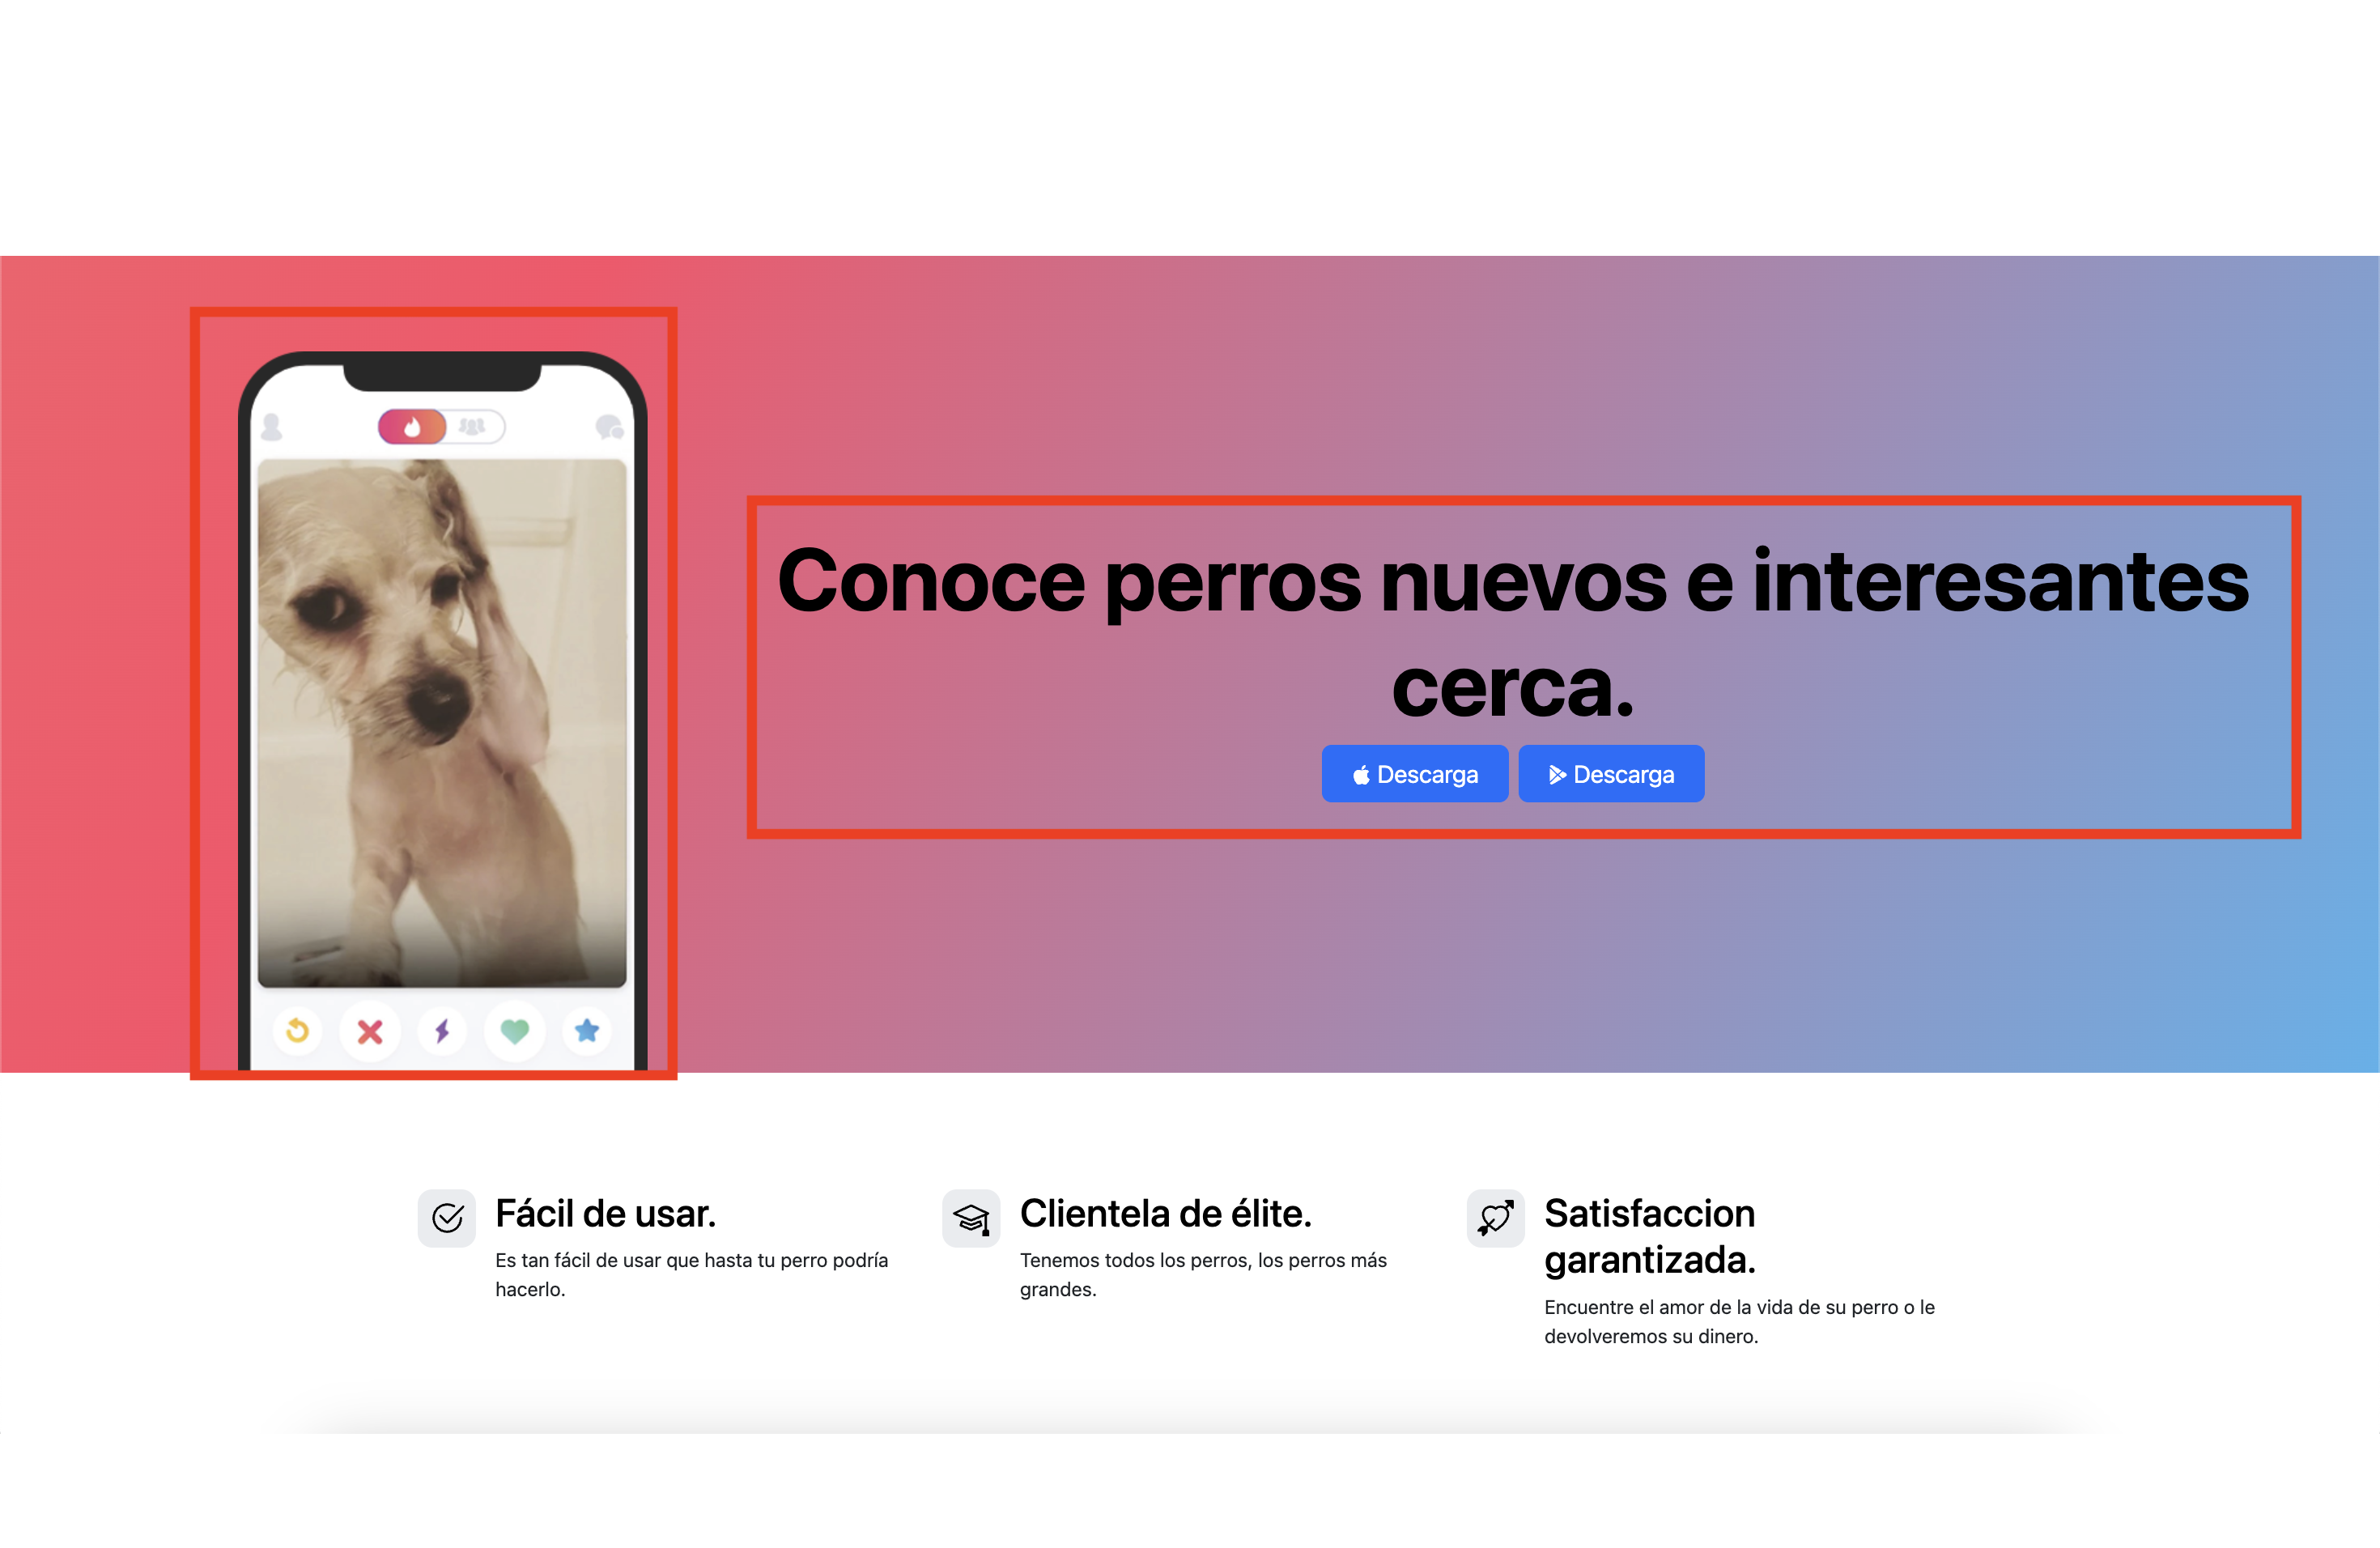 Conoce perros nuevos e interesantes
cerca.
Descarga
Descarga
Fácil de usar.
Es tan fácil de usar que hasta tu perro podría
hacerlo.
Clientela de élite.
Tenemos todos los perros, los perros más
grandes.
Satisfaccion
garantizada.
Encuentre el amor de la vida de su perro o le
devolveremos su dinero.